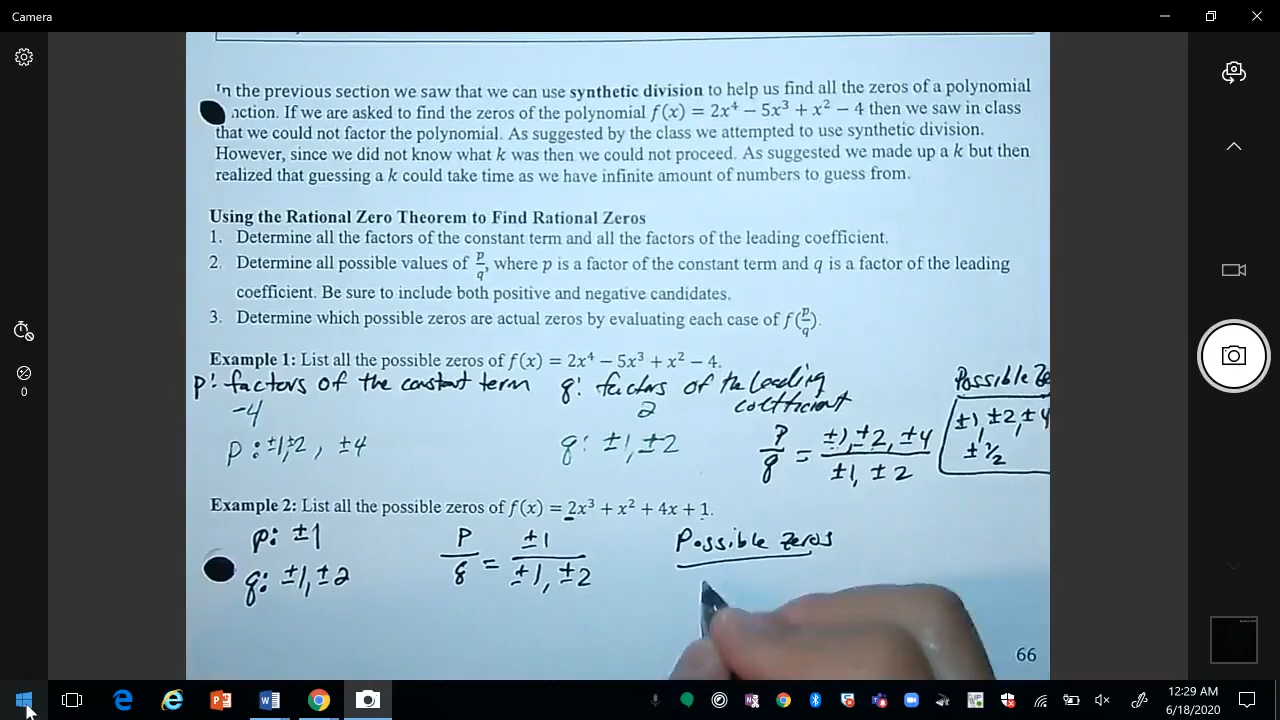 Camera
In the previous section we saw that we can use synthetic division to help us find all the zeros of a polynomial
nction. If we are asked to find the zeros of the polynomial f(x) = 2x⁴ − 5x³ + x² − 4 then we saw in class
that we could not factor the polynomial. As suggested by the class we attempted to use synthetic division.
However, since we did not know what k was then we could not proceed. As suggested we made up a k but then
realized that guessing a k could take time as we have infinite amount of numbers to guess from.
Using the Rational Zero Theorem to Find Rational Zeros
1. Determine all the factors of the constant term and all the factors of the leading coefficient.
2. Determine all possible values of p/q, where p is a factor of the constant term and q is a factor of the leading
coefficient. Be sure to include both positive and negative candidates.
3. Determine which possible zeros are actual zeros by evaluating each case of f(p/q).
Example 1: List all the possible zeros of f(x) = 2x⁴ − 5x³ + x² − 4.
p: factors of the constant term q: factors of the leading coefficient
-4 2
p: ±1, ±2, ±4 q: ±1, ±2
p/q = ±1, ±2, ±4 / ±1, ±2
Possible Ze
±1, ±2, ±4,
± 1/2
Example 2: List all the possible zeros of f(x) = 2x³ + x² + 4x + 1.
p: ±1
q: ±1, ±2
p/q = ±1 / ±1, ±2
Possible zeros
66
0
12:29 AM
6/18/2020